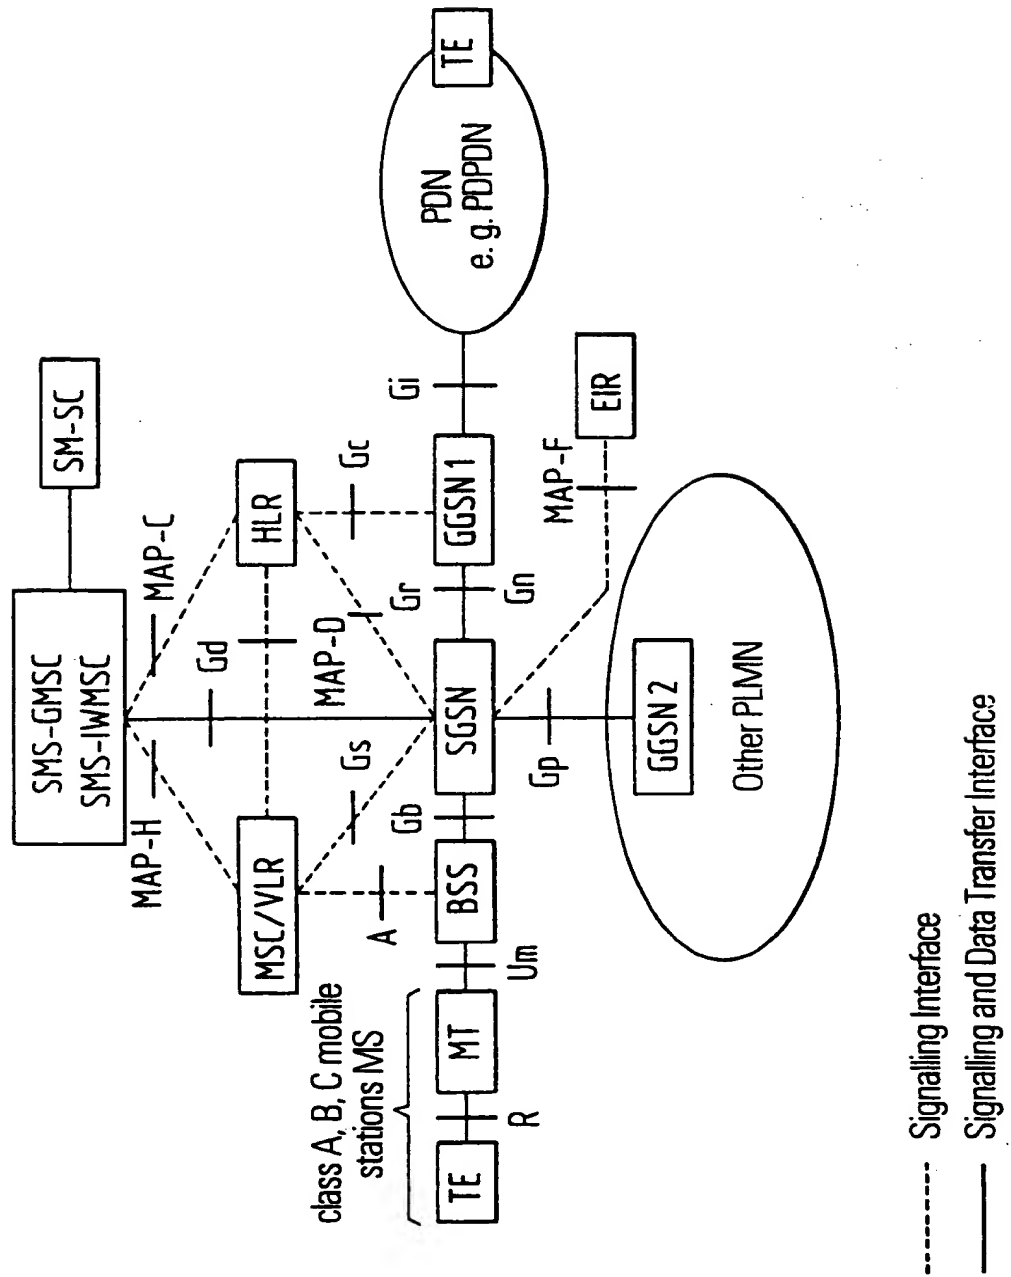 SM-SC
SMS-GMSC
SMS-IWMSC
MAP-H
MAP-C
Gd
MSC/VLR
HLR
Gs
MAP-D
Gc
A
Gr
class A, B, C mobile
stations MS
TE
R
MT
Um
BSS
Gb
SGSN
Gn
GGSN 1
Gi
PDN
e. g. PDPDN
TE
Gp
MAP-F
EIR
GGSN 2
Other PLMN
Signalling Interface
Signalling and Data Transfer Interface